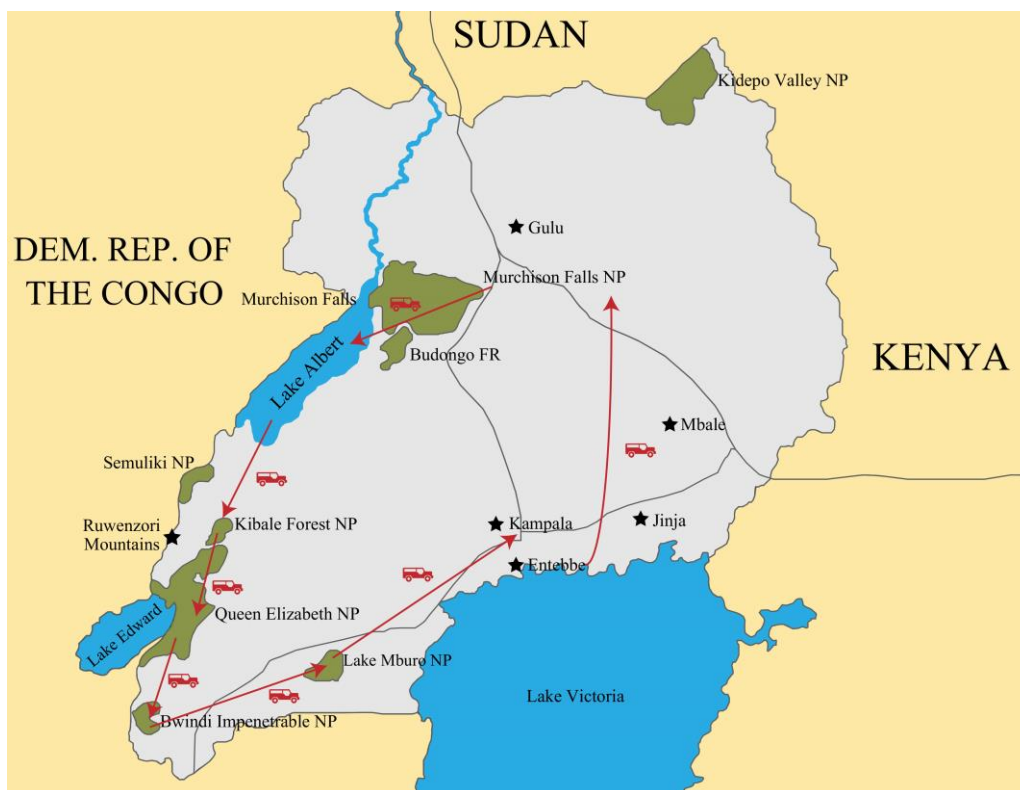 SUDAN
Kidepo Valley NP
Gulu
DEM. REP. OF
THE CONGO
Murchison Falls NP
Murchison Falls
Budongo FR
KENYA
Lake Albert
Mbale
Semuliki NP
Kibale Forest NP
Ruwenzori
Mountains
Kampala
Jinja
Entebbe
Queen Elizabeth NP
Lake Edward
Lake Mburo NP
Lake Victoria
Bwindi Impenetrable NP